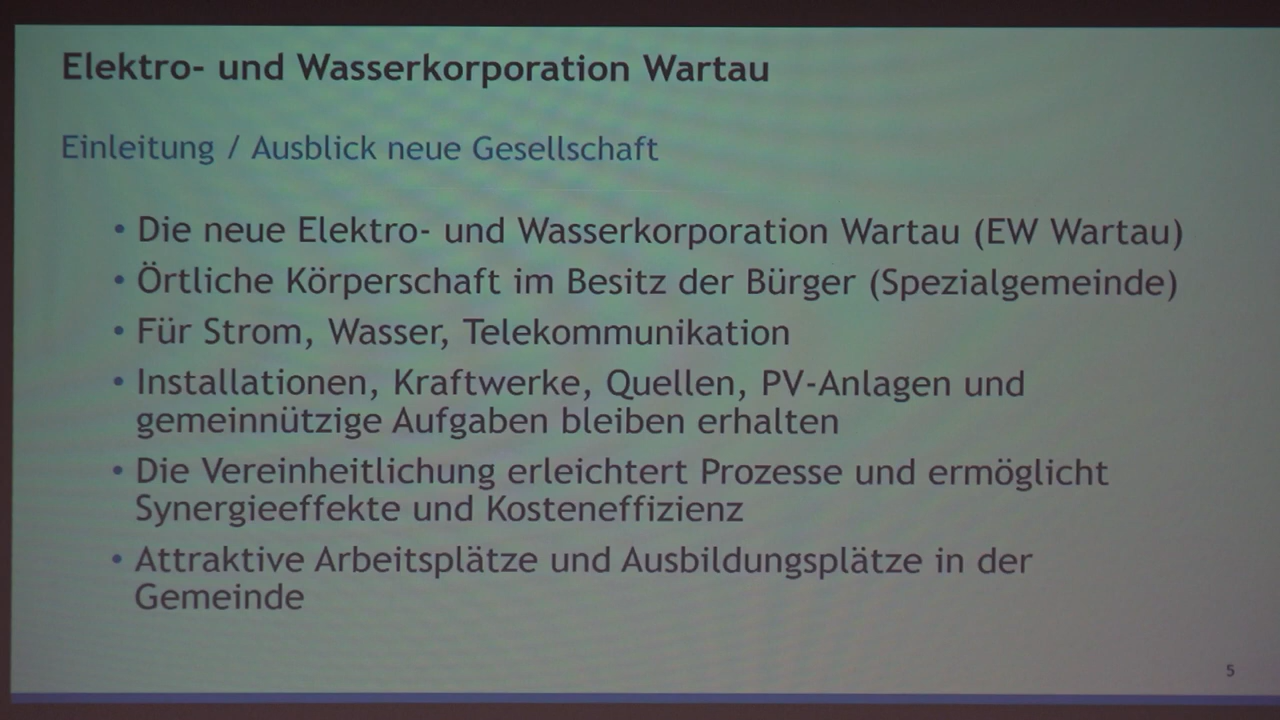 Elektro- und Wasserkorporation Wartau
Einleitung / Ausblick neue Gesellschaft
• Die neue Elektro- und Wasserkorporation Wartau (EW Wartau)
• Örtliche Körperschaft im Besitz der Bürger (Spezialgemeinde)
• Für Strom, Wasser, Telekommunikation
• Installationen, Kraftwerke, Quellen, PV-Anlagen und
gemeinnützige Aufgaben bleiben erhalten
• Die Vereinheitlichung erleichtert Prozesse und ermöglicht
Synergieeffekte und Kosteneffizienz
• Attraktive Arbeitsplätze und Ausbildungsplätze in der
Gemeinde
5